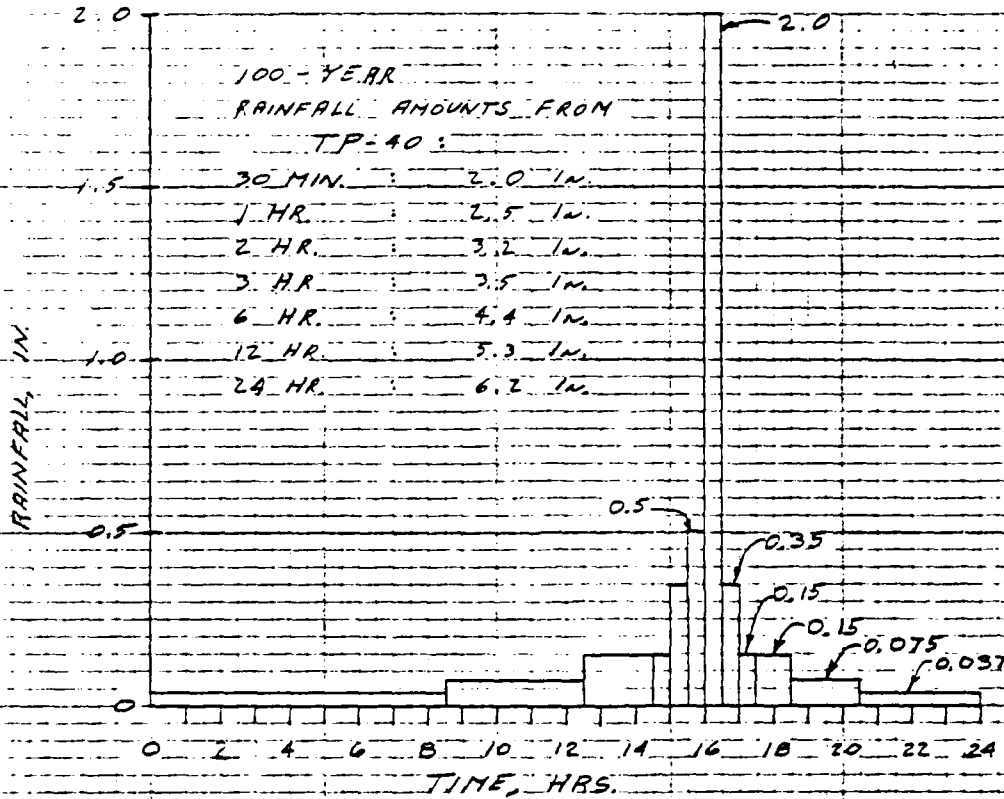 2.0
2.0
100-YEAR
RAINFALL AMOUNTS FROM
TP-40:
30 MIN. : 2.0 IN.
1 HR. : 2.5 IN.
2 HR. : 3.2 IN.
3 HR : 3.5 IN.
6 HR. : 4.4 IN.
12 HR. : 5.3 IN.
24 HR. : 6.2 IN.
1.5
1.0
0.5
0
RAINFALL, IN.
0.5
0.35
0.15
0.15
0.075
0.037
0 2 4 6 8 10 12 14 16 18 20 22 24
TIME, HRS.